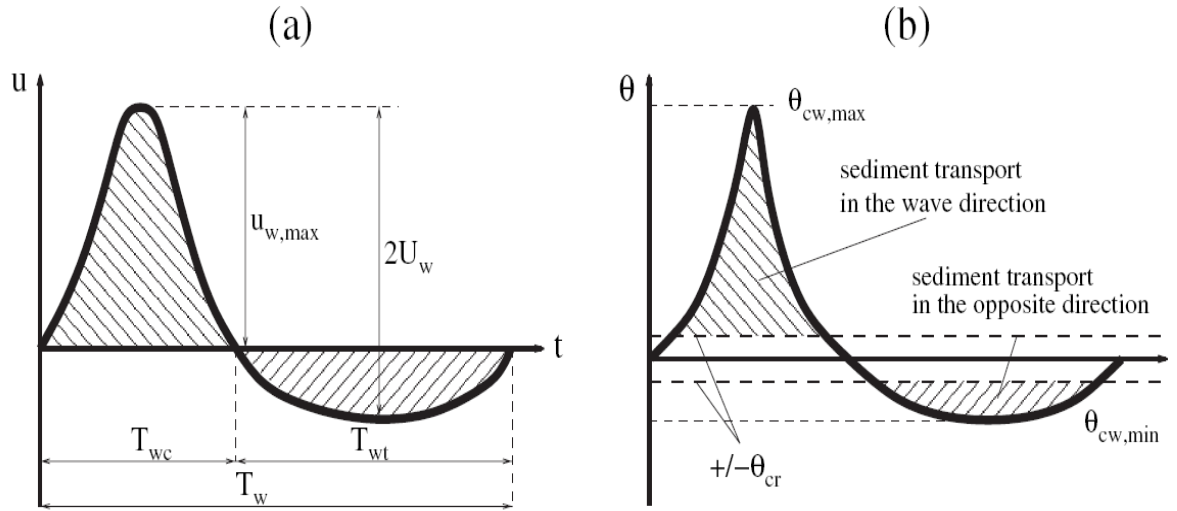 (a)
u
u_w,max
2U_w
t
T_wc
T_wt
T_w
(b)
θ
θ_cw,max
sediment transport
in the wave direction
sediment transport
in the opposite direction
θ_cw,min
+/−θ_cr